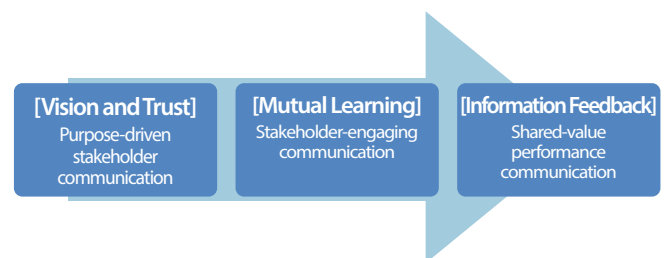 [Vision and Trust]
Purpose-driven
stakeholder
communication
[Mutual Learning]
Stakeholder-engaging
communication
[Information Feedback]
Shared-value
performance
communication